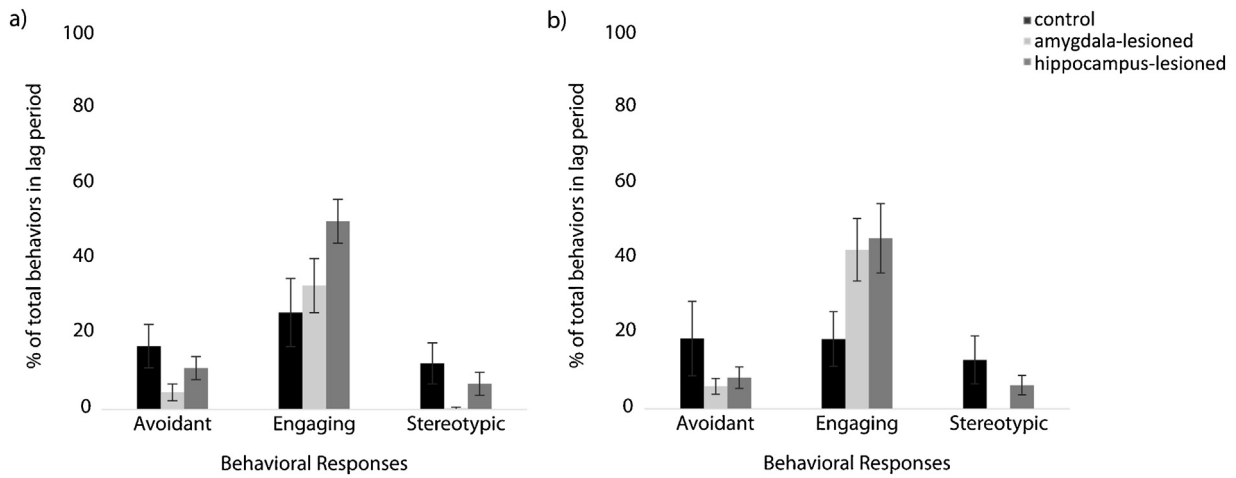 a)
% of total behaviors in lag period
100
80
60
40
20
0
Avoidant Engaging Stereotypic
Behavioral Responses
b)
% of total behaviors in lag period
100
80
60
40
20
0
Avoidant Engaging Stereotypic
Behavioral Responses
control
amygdala-lesioned
hippocampus-lesioned